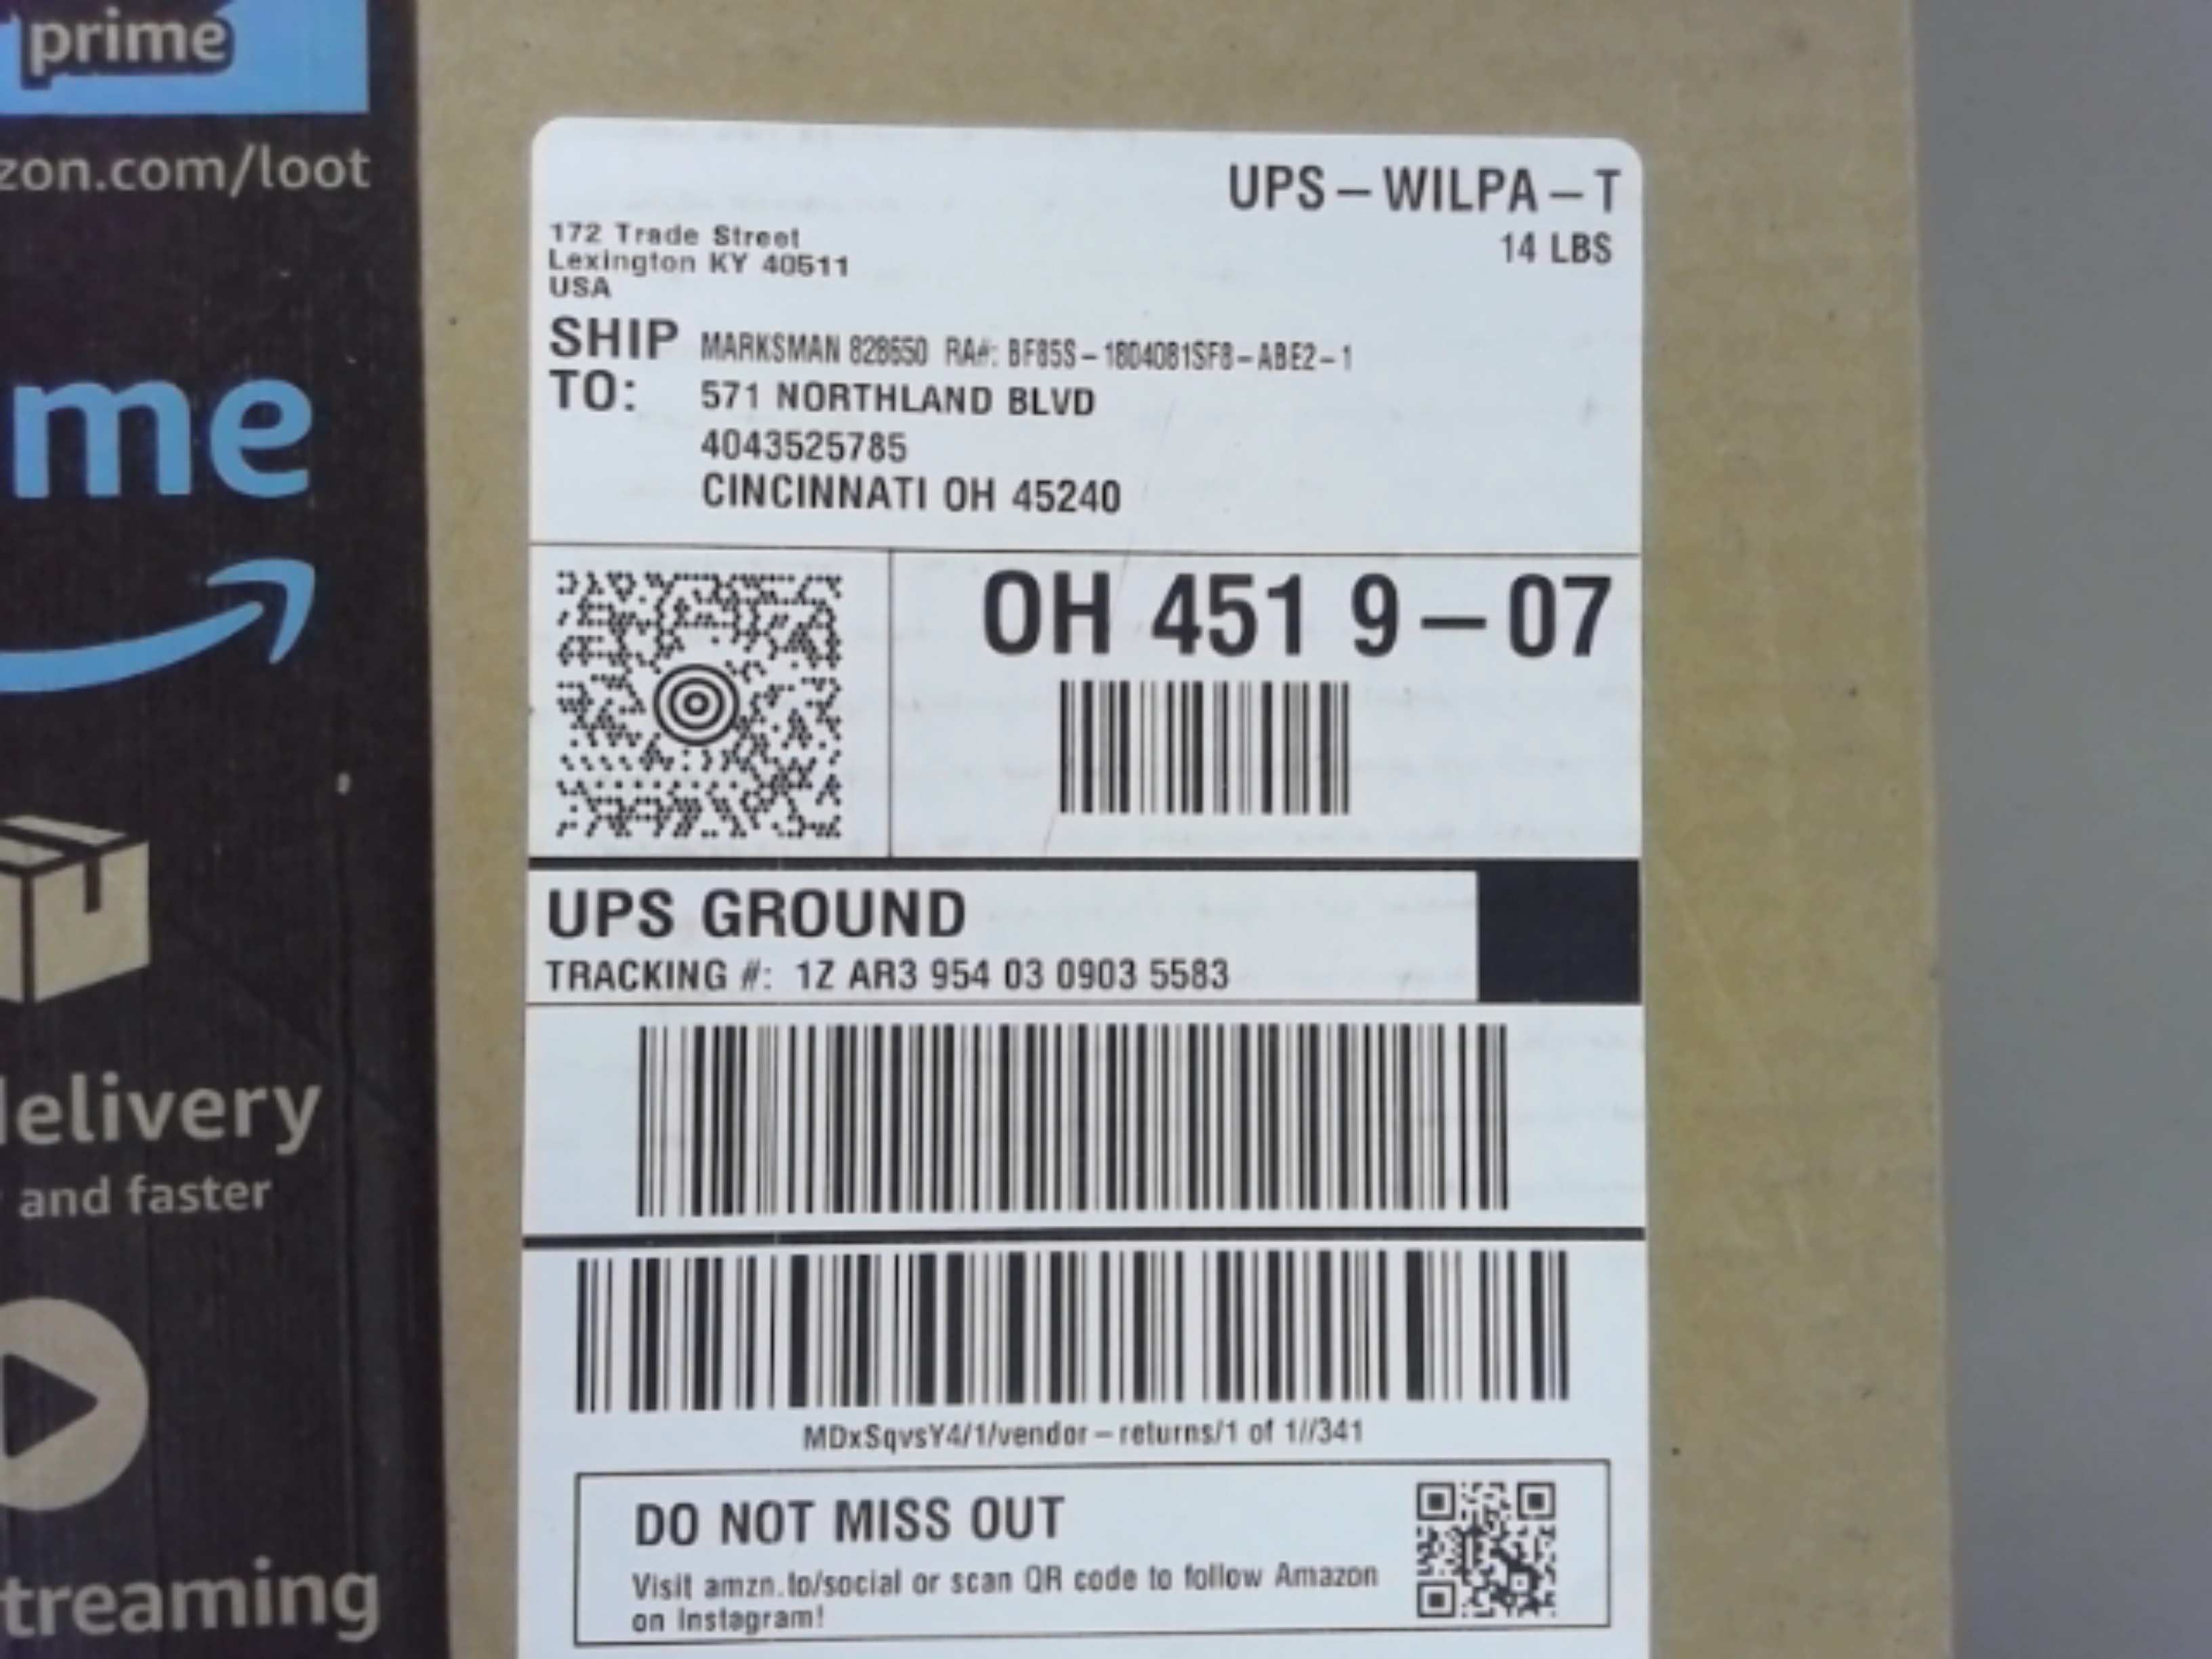 prime
zon.com/loot
me
delivery
and faster
treaming
UPS-WILPA-T
14 LBS
172 Trade Street
Lexington KY 40511
USA
SHIP TO:
MARKSMAN 828650 RA#: BF85S-1804081SF8-ABE2-1
571 NORTHLAND BLVD
4043525785
CINCINNATI OH 45240
OH 451 9-07
UPS GROUND
TRACKING #: 1Z AR3 954 03 0903 5583
MDxSqvsY4/1/vendor-returns/1 of 1//341
DO NOT MISS OUT
Visit amzn.to/social or scan QR code to follow Amazon
on Instagram!